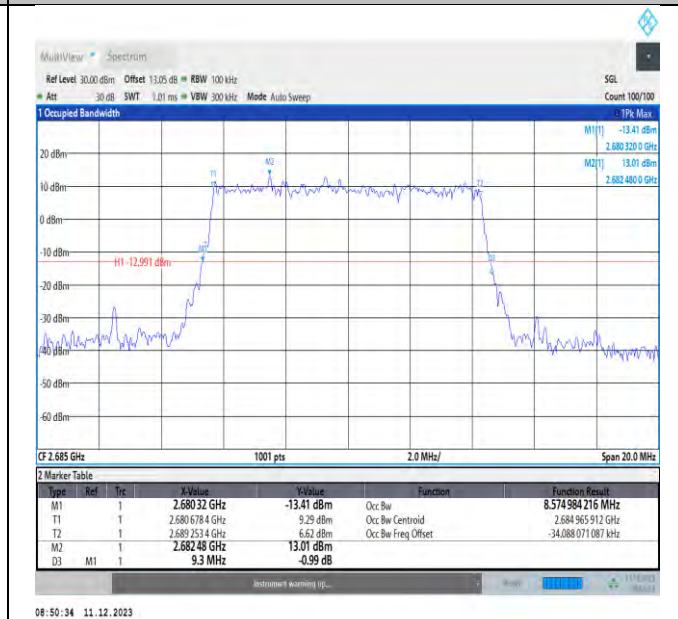 MultiView Spectrum
Ref Level 30.00 dBm Offset 13.05 dB RBW 100 kHz SGL
Att 30 dB SWT 1.01 ms VBW 300 kHz Mode Auto Sweep Count 100/100
1 Occupied Bandwidth 1Pk Max
M1[1] -13.41 dBm
2.680 320 0 GHz
M2[1] 13.01 dBm
2.682 480 0 GHz
20 dBm
M2
T1 T2
10 dBm
0 dBm
-10 dBm
M1
H1 -12.991 dBm
D3
-20 dBm
-30 dBm
-40 dBm
-50 dBm
-60 dBm
CF 2.685 GHz 1001 pts 2.0 MHz/ Span 20.0 MHz
2 Marker Table
Type Ref Trc X-Value Y-Value Function Function Result
M1 1 2.680 32 GHz -13.41 dBm Occ Bw 8.574 984 216 MHz
T1 1 2.680 678 4 GHz 9.29 dBm Occ Bw Centroid 2.684 965 912 GHz
T2 1 2.689 253 4 GHz 6.62 dBm Occ Bw Freq Offset -34.088 071 087 kHz
M2 1 2.682 48 GHz 13.01 dBm
D3 M1 1 9.3 MHz -0.99 dB
Instrument warming up...
08:50:34 11.12.2023